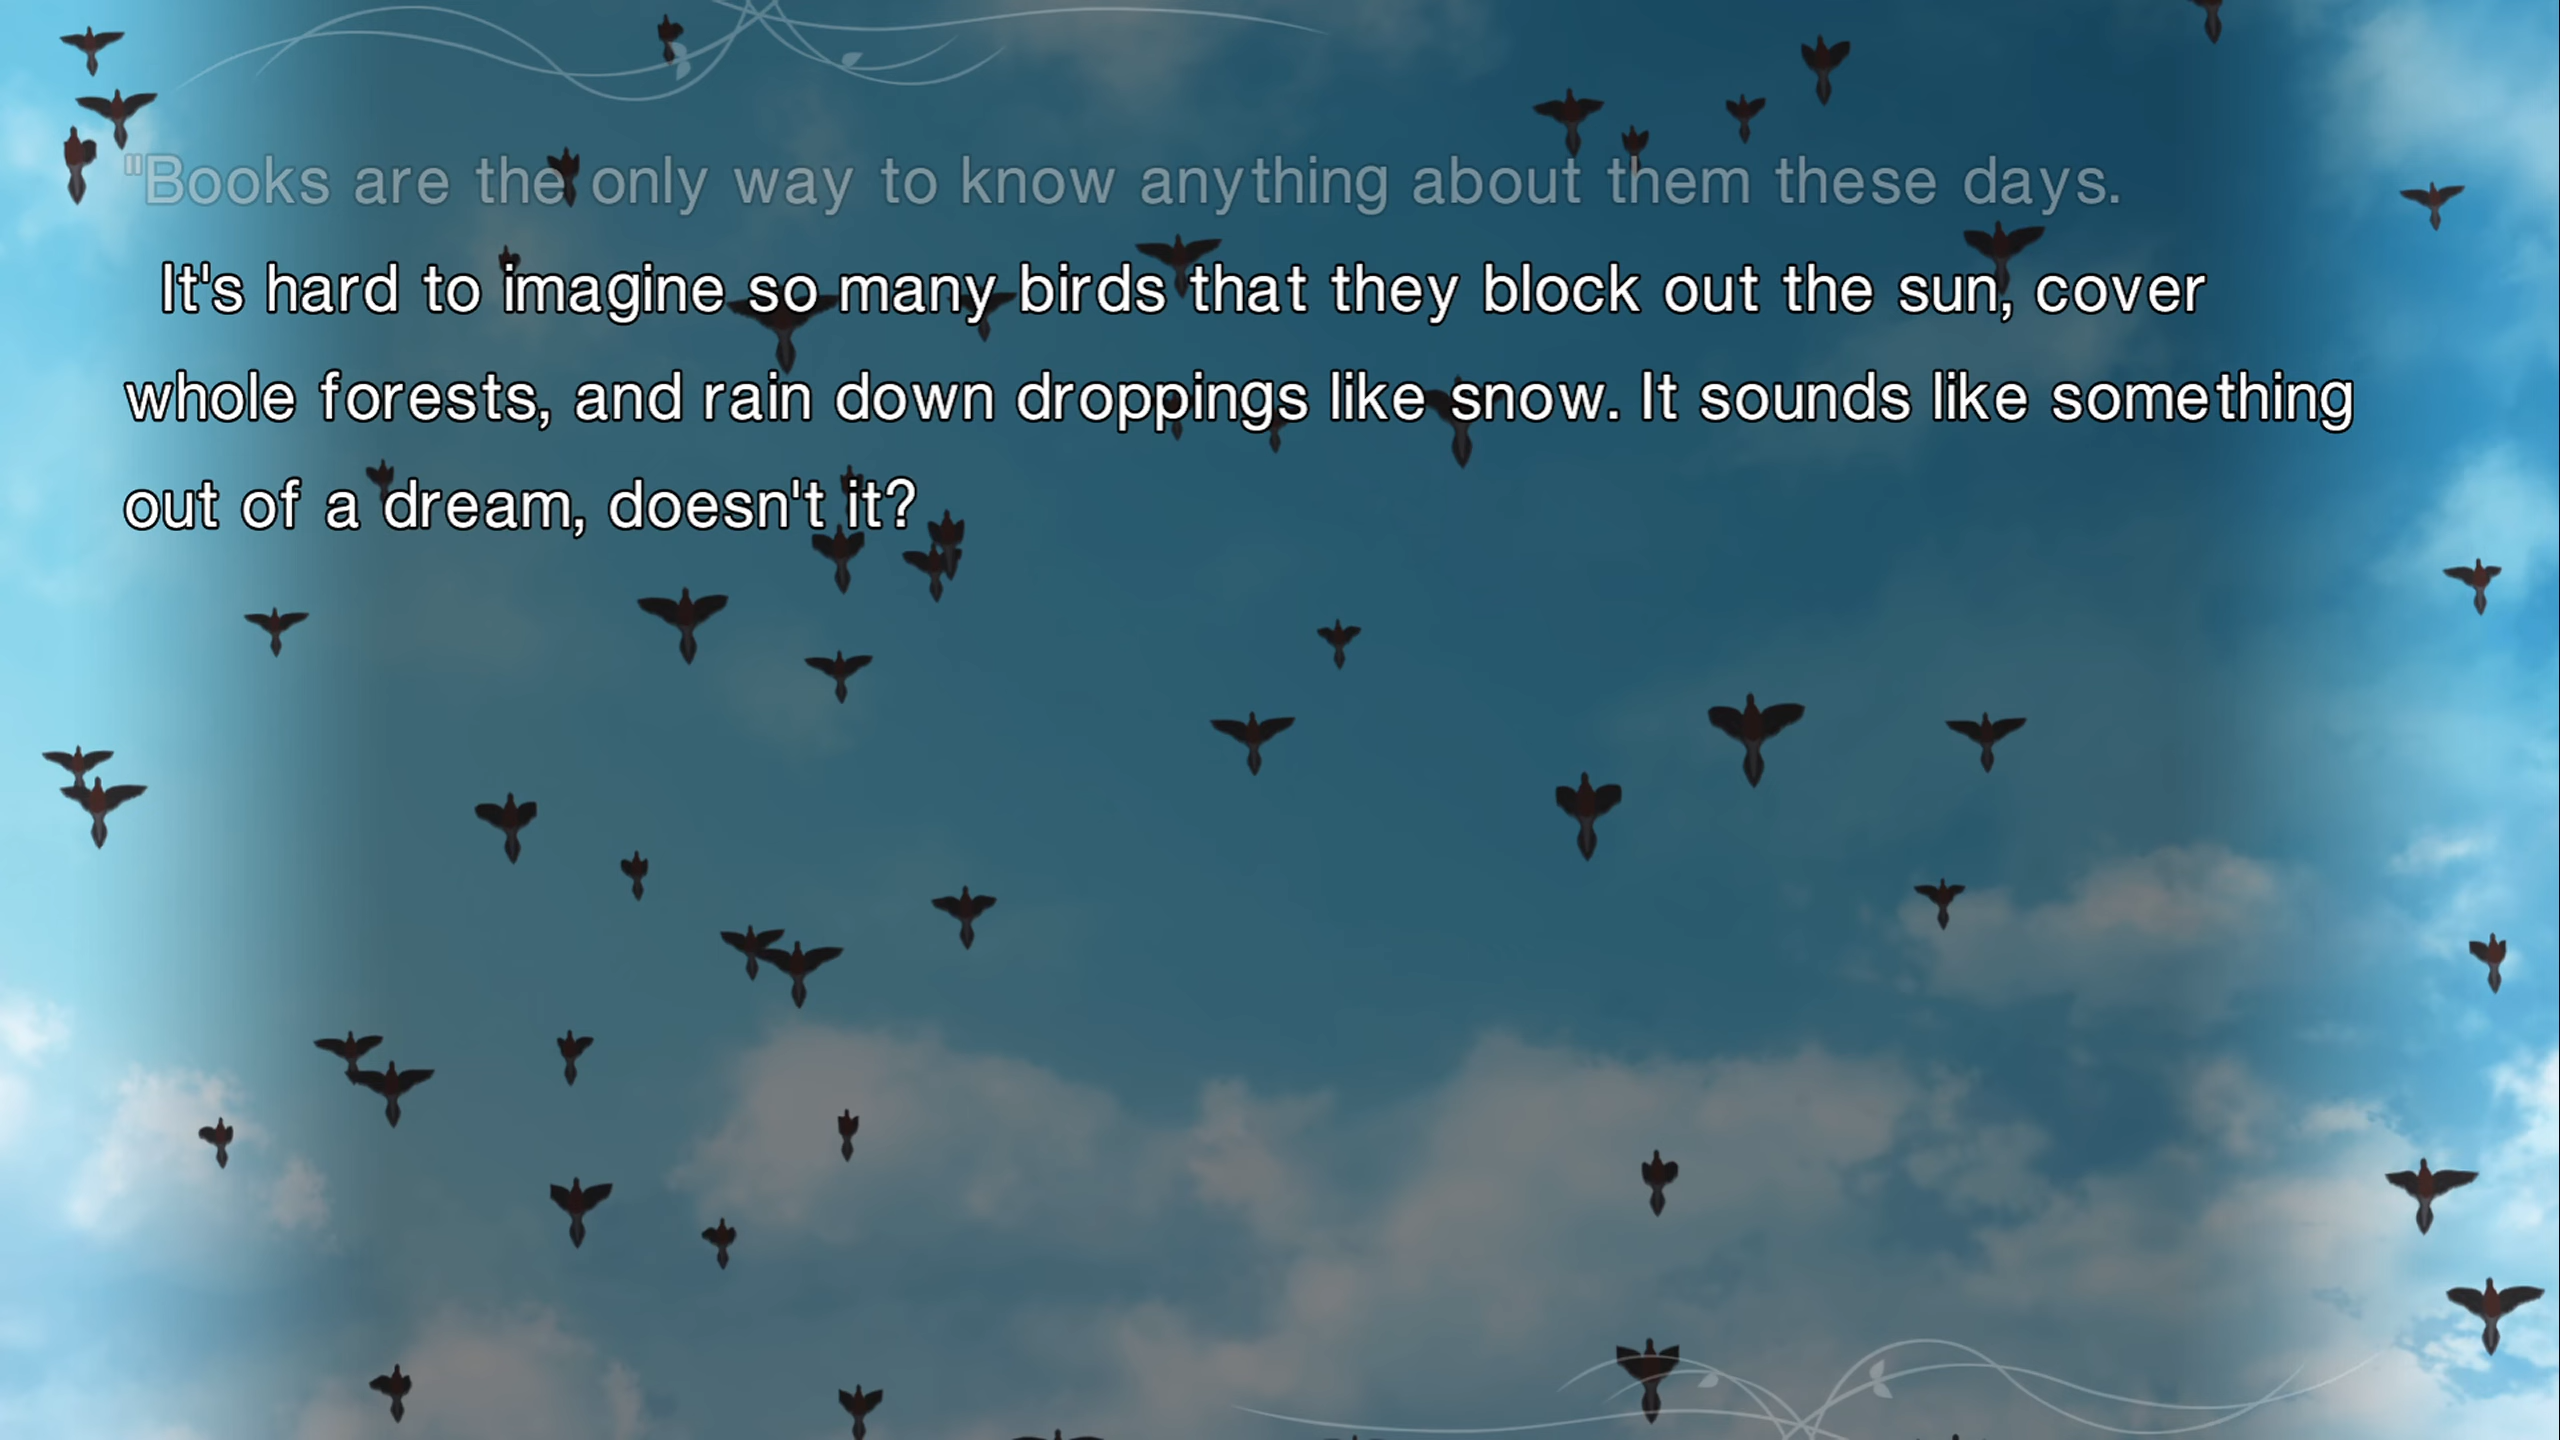 "Books are the only way to know anything about them these days.
It's hard to imagine so many birds that they block out the sun, cover
whole forests, and rain down droppings like snow. It sounds like something
out of a dream, doesn't it?